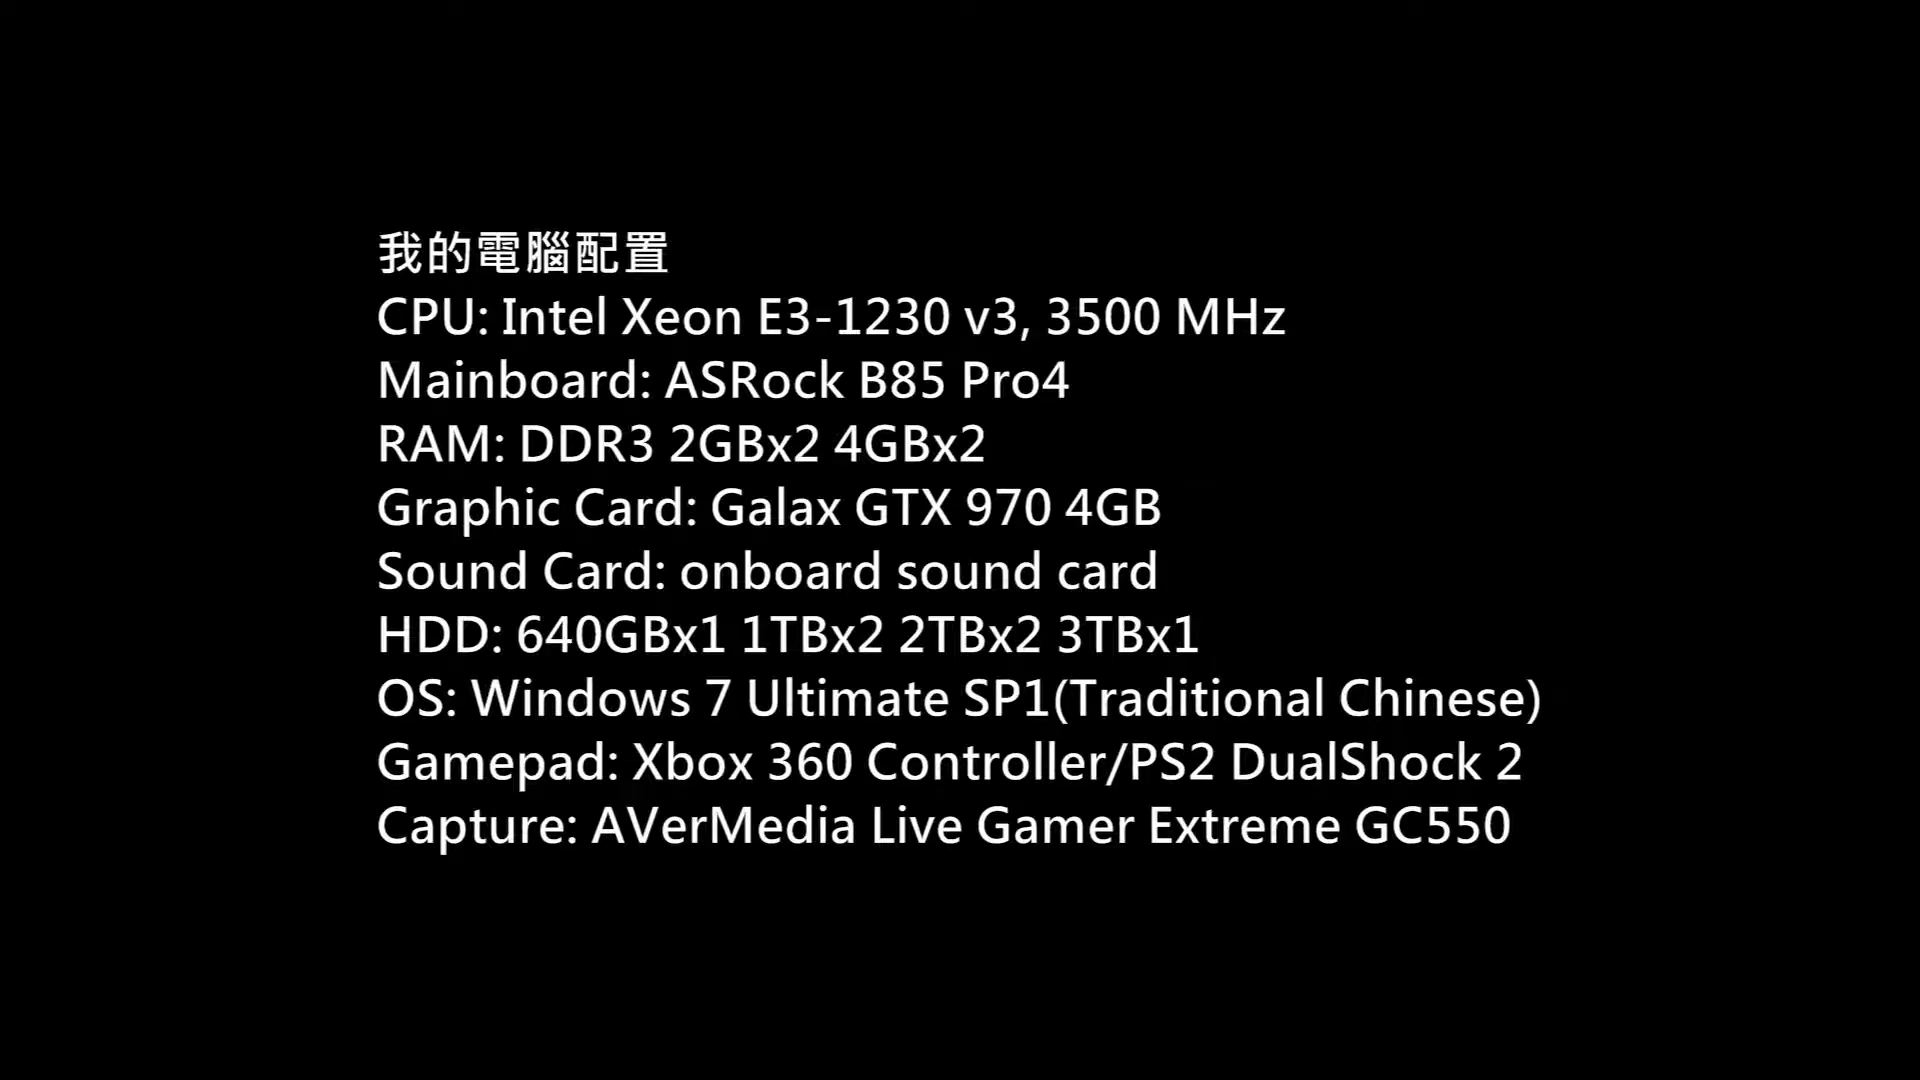 我的電腦配置
CPU: Intel Xeon E3-1230 v3, 3500 MHz
Mainboard: ASRock B85 Pro4
RAM: DDR3 2GBx2 4GBx2
Graphic Card: Galax GTX 970 4GB
Sound Card: onboard sound card
HDD: 640GBx1 1TBx2 2TBx2 3TBx1
OS: Windows 7 Ultimate SP1(Traditional Chinese)
Gamepad: Xbox 360 Controller/PS2 DualShock 2
Capture: AVerMedia Live Gamer Extreme GC550